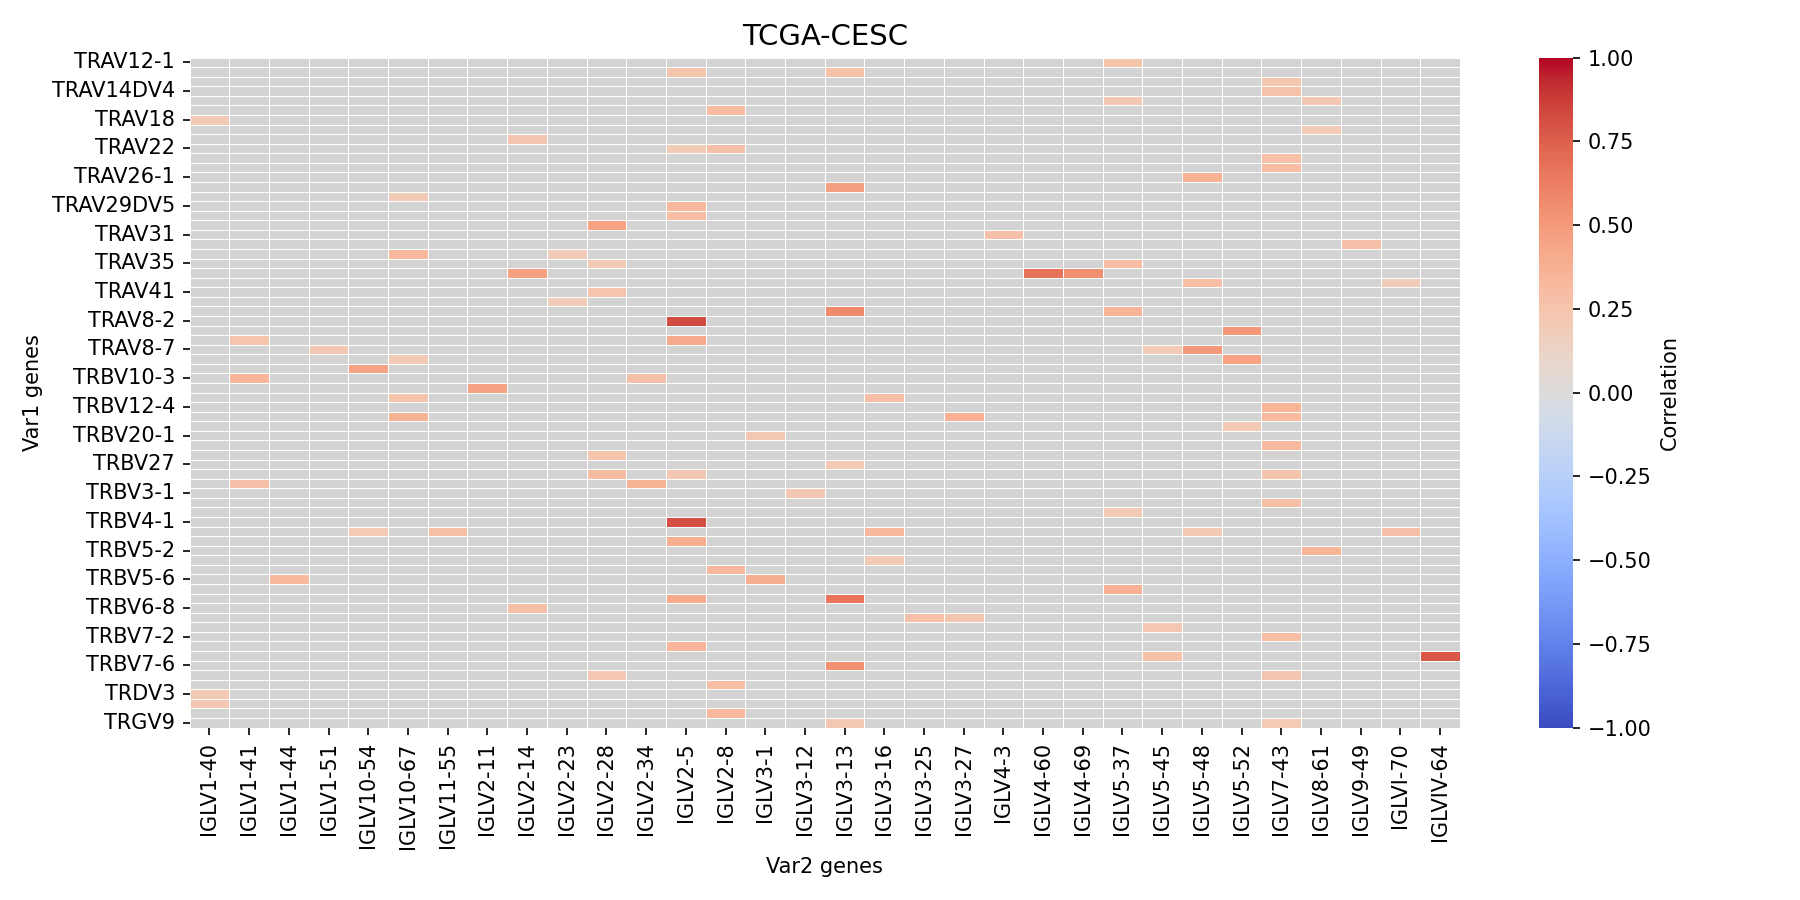 TCGA-CESC
Var1 genes
TRAV12-1
TRAV14DV4
TRAV18
TRAV22
TRAV26-1
TRAV29DV5
TRAV31
TRAV35
TRAV41
TRAV8-2
TRAV8-7
TRBV10-3
TRBV12-4
TRBV20-1
TRBV27
TRBV3-1
TRBV4-1
TRBV5-2
TRBV5-6
TRBV6-8
TRBV7-2
TRBV7-6
TRDV3
TRGV9
IGLV1-40
IGLV1-41
IGLV1-44
IGLV1-51
IGLV10-54
IGLV10-67
IGLV11-55
IGLV2-11
IGLV2-14
IGLV2-23
IGLV2-28
IGLV2-34
IGLV2-5
IGLV2-8
IGLV3-1
IGLV3-12
IGLV3-13
IGLV3-16
IGLV3-25
IGLV3-27
IGLV4-3
IGLV4-60
IGLV4-69
IGLV5-37
IGLV5-45
IGLV5-48
IGLV5-52
IGLV7-43
IGLV8-61
IGLV9-49
IGLVI-70
IGLVIV-64
Var2 genes
1.00
0.75
0.50
0.25
0.00
−0.25
−0.50
−0.75
−1.00
Correlation